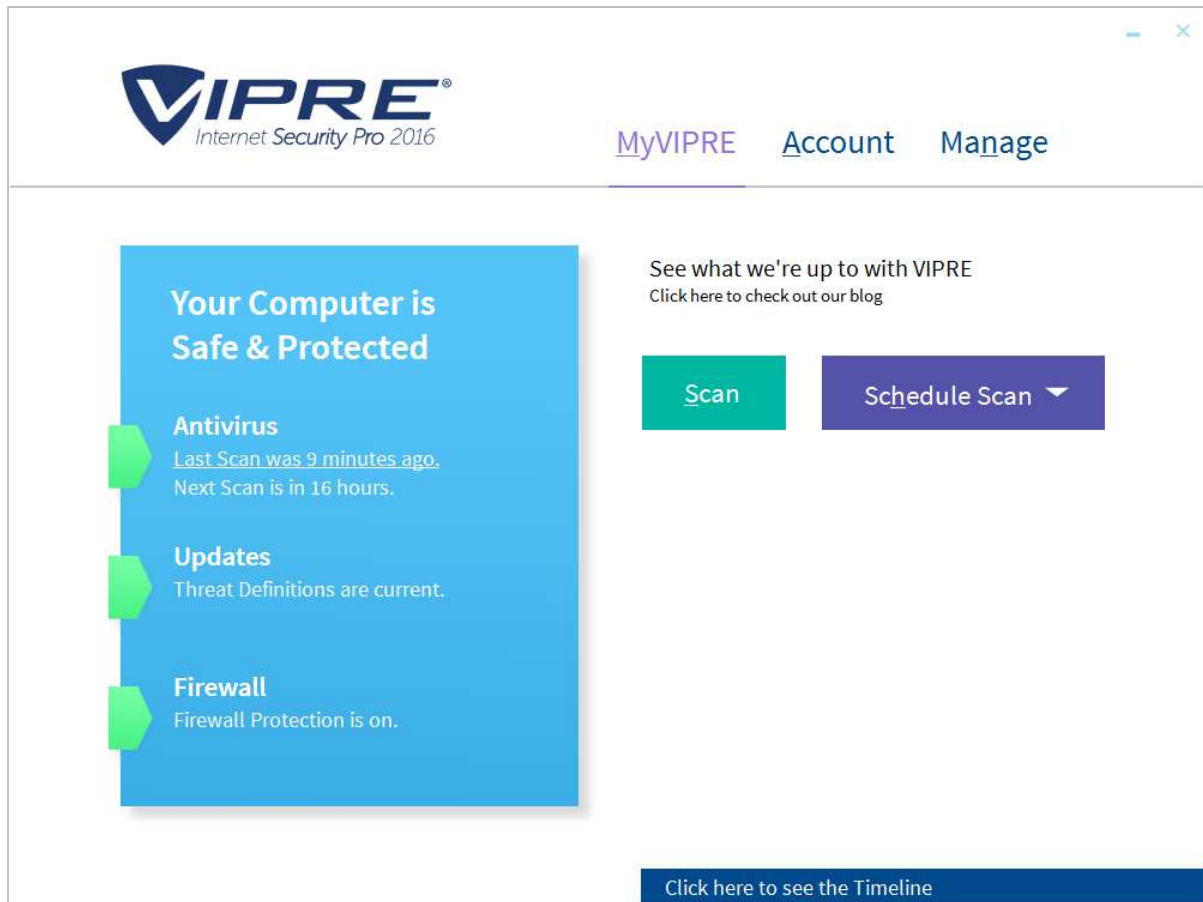 VIPRE®
Internet Security Pro 2016
MyVIPRE Account Manage
Your Computer is
Safe & Protected
Antivirus
Last Scan was 9 minutes ago.
Next Scan is in 16 hours.
Updates
Threat Definitions are current.
Firewall
Firewall Protection is on.
See what we're up to with VIPRE
Click here to check out our blog
Scan
Schedule Scan
Click here to see the Timeline